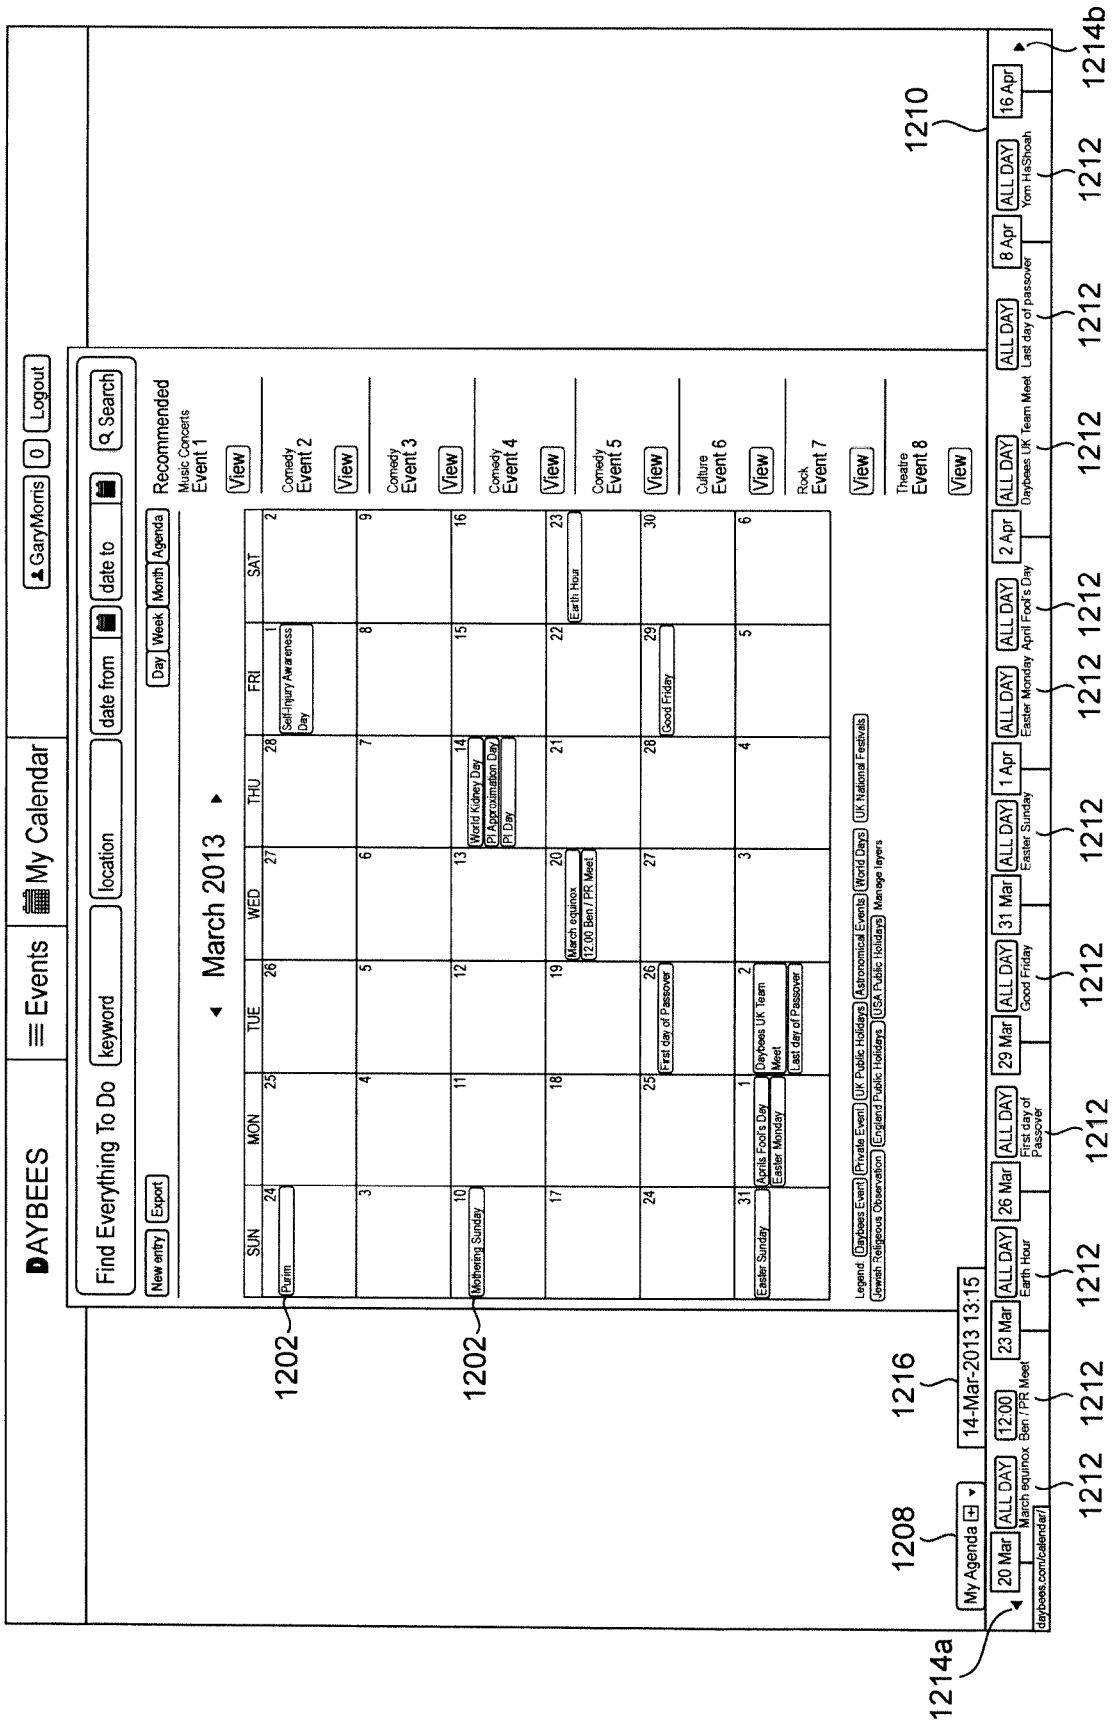 DAYBEES
Events
My Calendar
GaryMorris
0
Logout
Find Everything To Do
keyword
location
date from
date to
Search
New entry
Export
Day
Week
Month
Agenda
March 2013
SUN MON TUE WED THU FRI SAT
24 25 26 27 28 1 2
Purim
Self-Injury Awareness
Day
3 4 5 6 7 8 9
10 11 12 13 14 15 16
Mothering Sunday
World Kidney Day
PI Approximation Day
PI Day
17 18 19 20 21 22 23
March equinox
12.00 Ben / PR Meet
Earth Hour
24 25 26 27 28 29 30
First day of Passover
Good Friday
31 1 2 3 4 5 6
Easter Sunday
Aprils Fool's Day
Easter Monday
Daybees UK Team
Meet
Last day of Passover
Legend: Daybees Event Private Event UK Public Holidays Astronomical Events World Days UK National Festivals
Jewish Religious Observation England Public Holidays USA Public Holidays Manage layers
Recommended
Music Concerts
Event 1
View
Comedy
Event 2
View
Comedy
Event 3
View
Comedy
Event 4
View
Comedy
Event 5
View
Culture
Event 6
View
Rock
Event 7
View
Theatre
Event 8
View
1202
1202
1208
1216
1210
My Agenda +
14-Mar-2013 13:15
20 Mar
ALL DAY
March equinox
12:00
Ben / PR Meet
23 Mar
ALL DAY
Earth Hour
26 Mar
ALL DAY
First day of
Passover
29 Mar
ALL DAY
Good Friday
31 Mar
ALL DAY
Easter Sunday
1 Apr
ALL DAY
Easter Monday
ALL DAY
April Fool's Day
2 Apr
ALL DAY
Daybees UK Team Meet
ALL DAY
Last day of passover
8 Apr
ALL DAY
Yom HaShoah
16 Apr
daybees.com/calendar/
1214a
1212
1212
1212
1212
1212
1212
1212
1212
1212
1212
1212
1214b